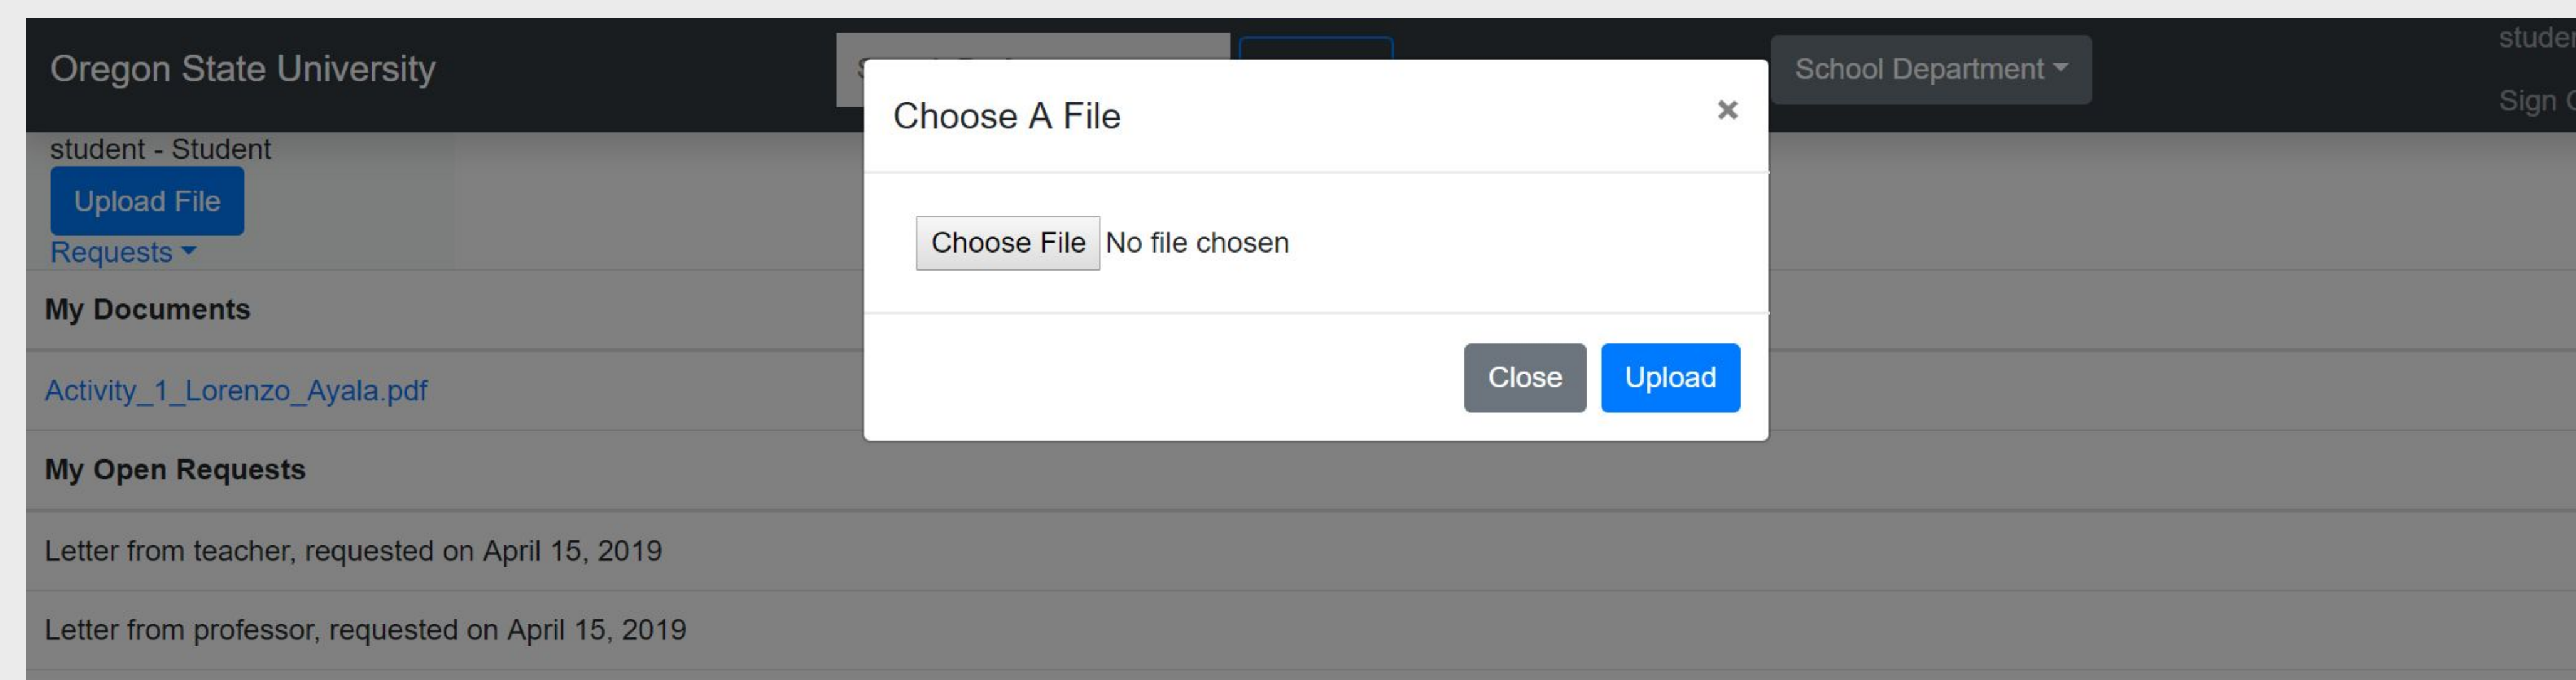 Oregon State University
School Department
Choose A File
×
student - Student
Upload File
Requests
Choose File No file chosen
My Documents
Close Upload
Activity_1_Lorenzo_Ayala.pdf
My Open Requests
Letter from teacher, requested on April 15, 2019
Letter from professor, requested on April 15, 2019